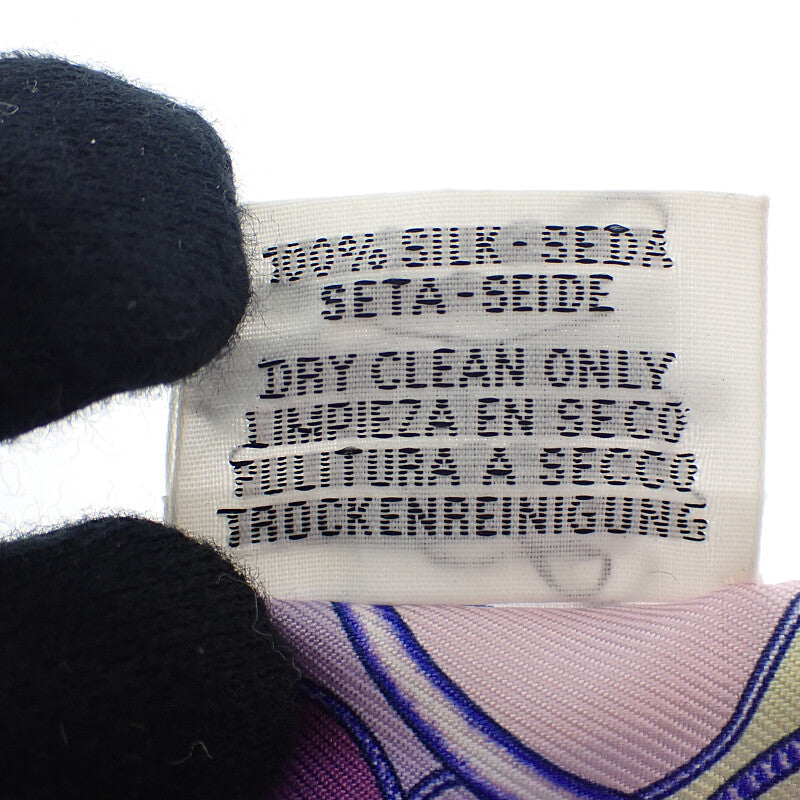 100% SILK-SEDA
SETA-SEIDE
DRY CLEAN ONLY
LIMPIEZA EN SECO
PULITURA A SECCO
TROCKENREINIGUNG